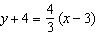 y + 4 = 4/3 (x − 3)